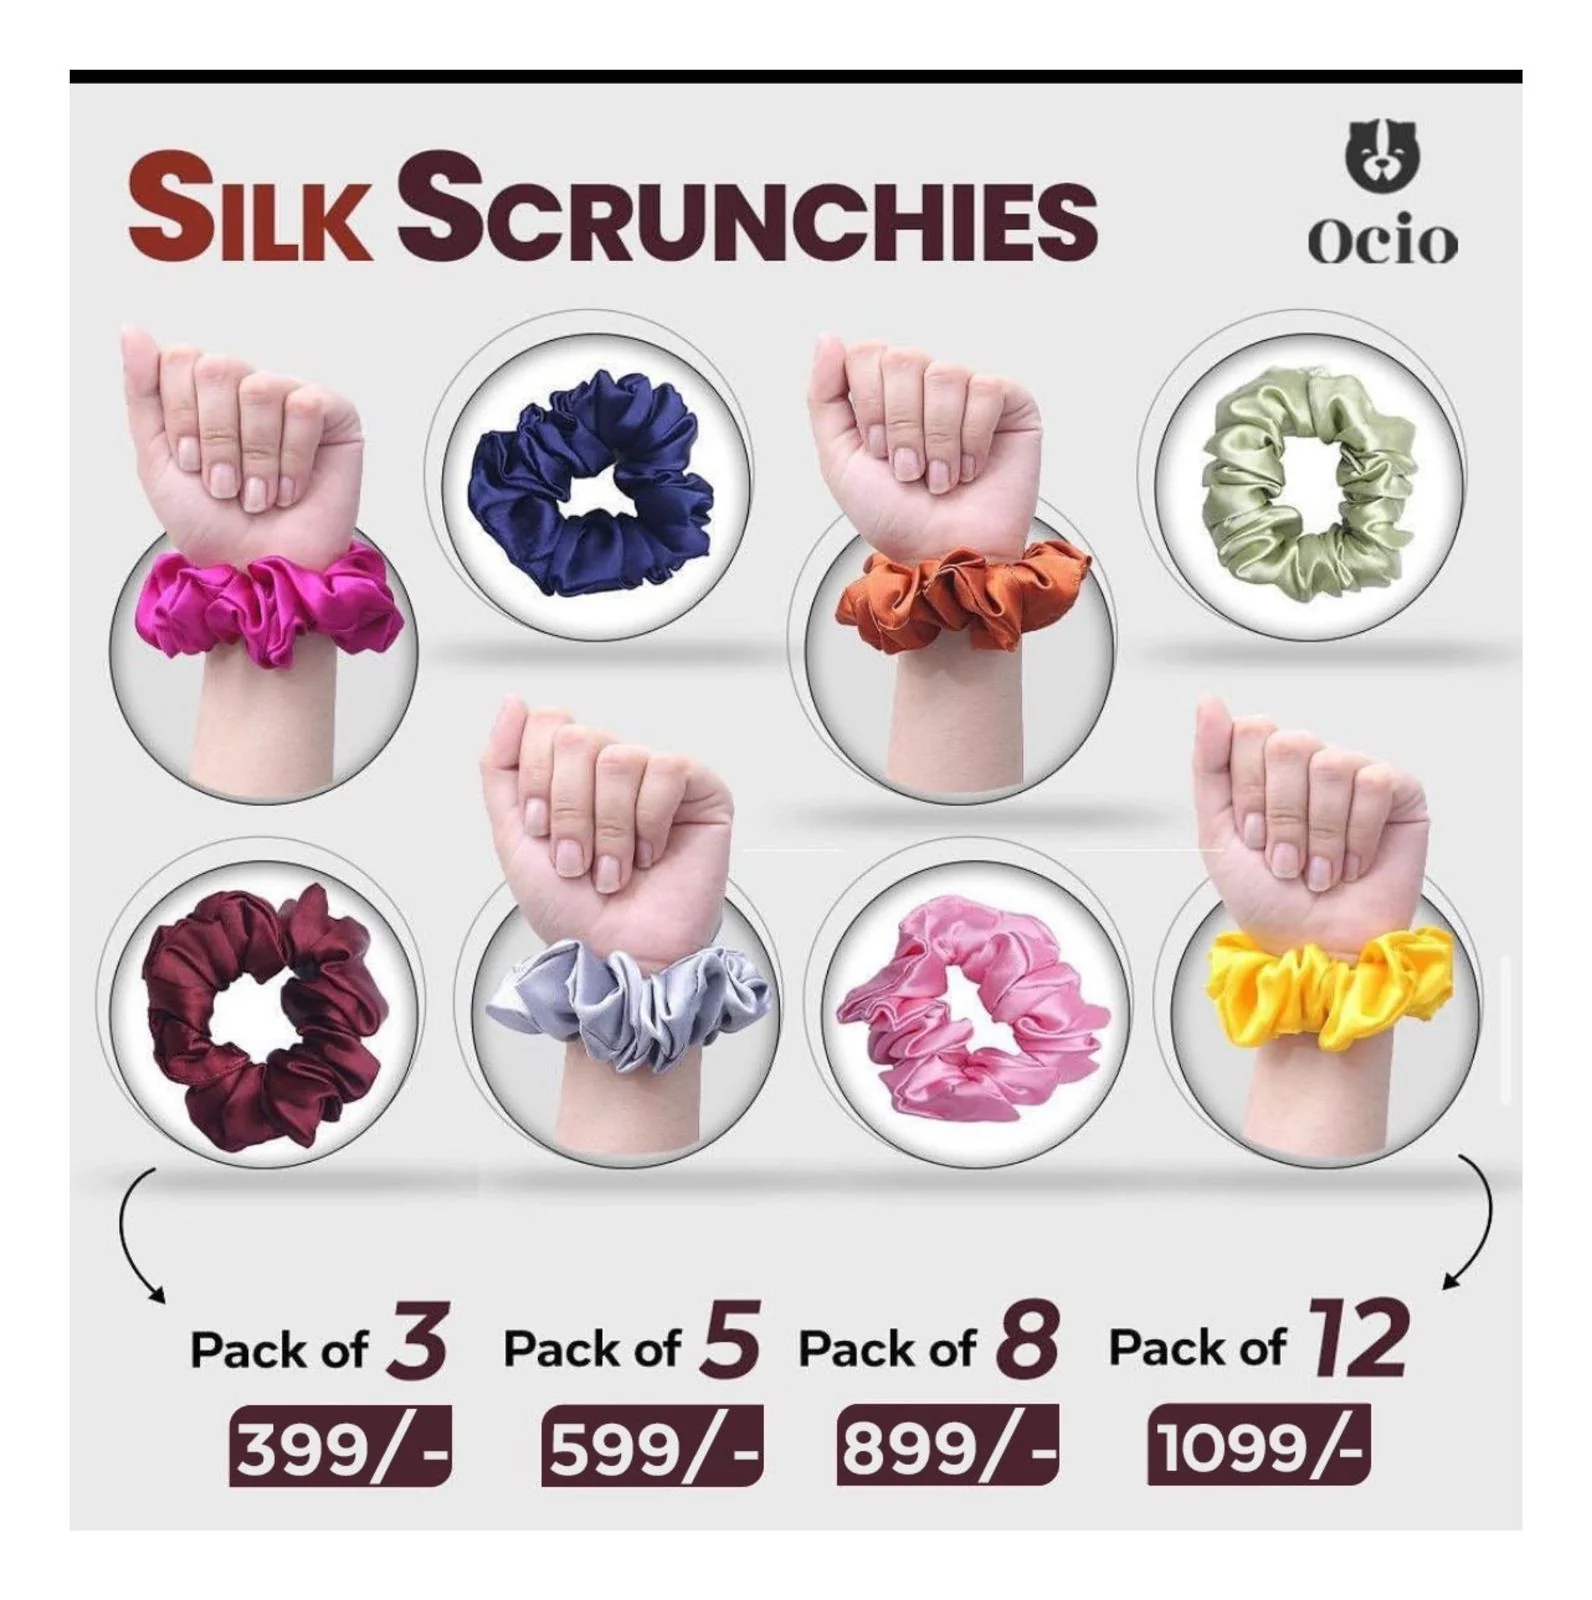 Silk Scrunchies
Ocio
Pack of 3
399/-
Pack of 5
599/-
Pack of 8
899/-
Pack of 12
1099/-